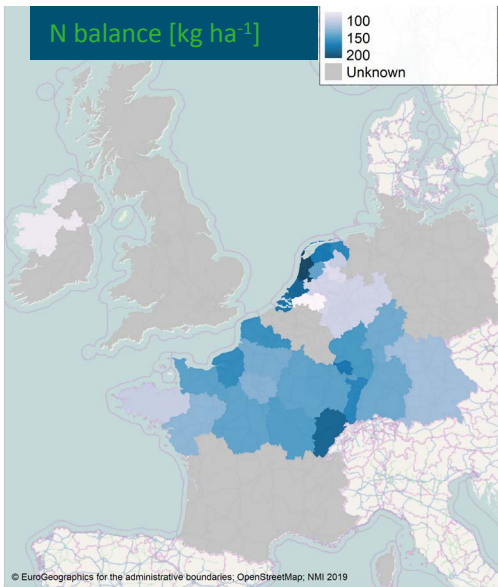 N balance [kg ha⁻¹]
100
150
200
Unknown
© EuroGeographics for the administrative boundaries; OpenStreetMap; NMI 2019